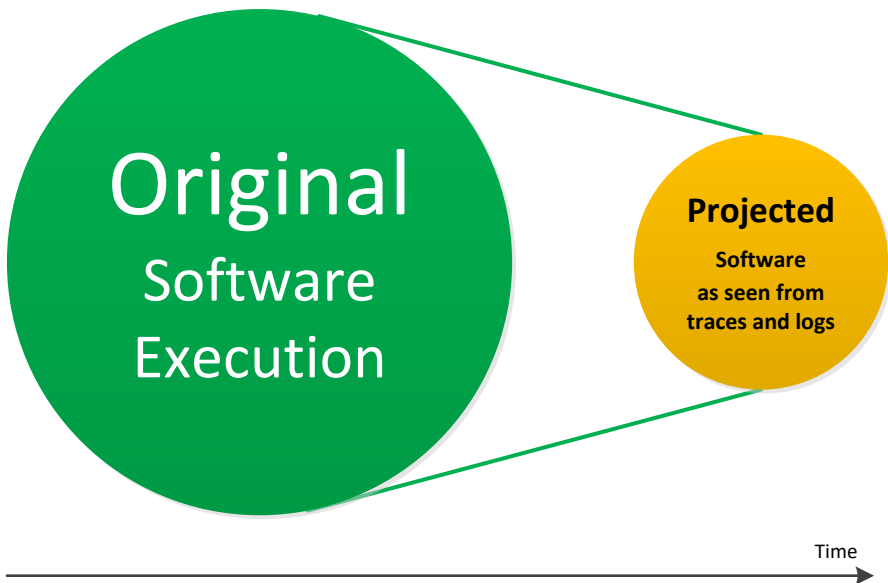 Original
Software
Execution
Projected
Software
as seen from
traces and logs
Time